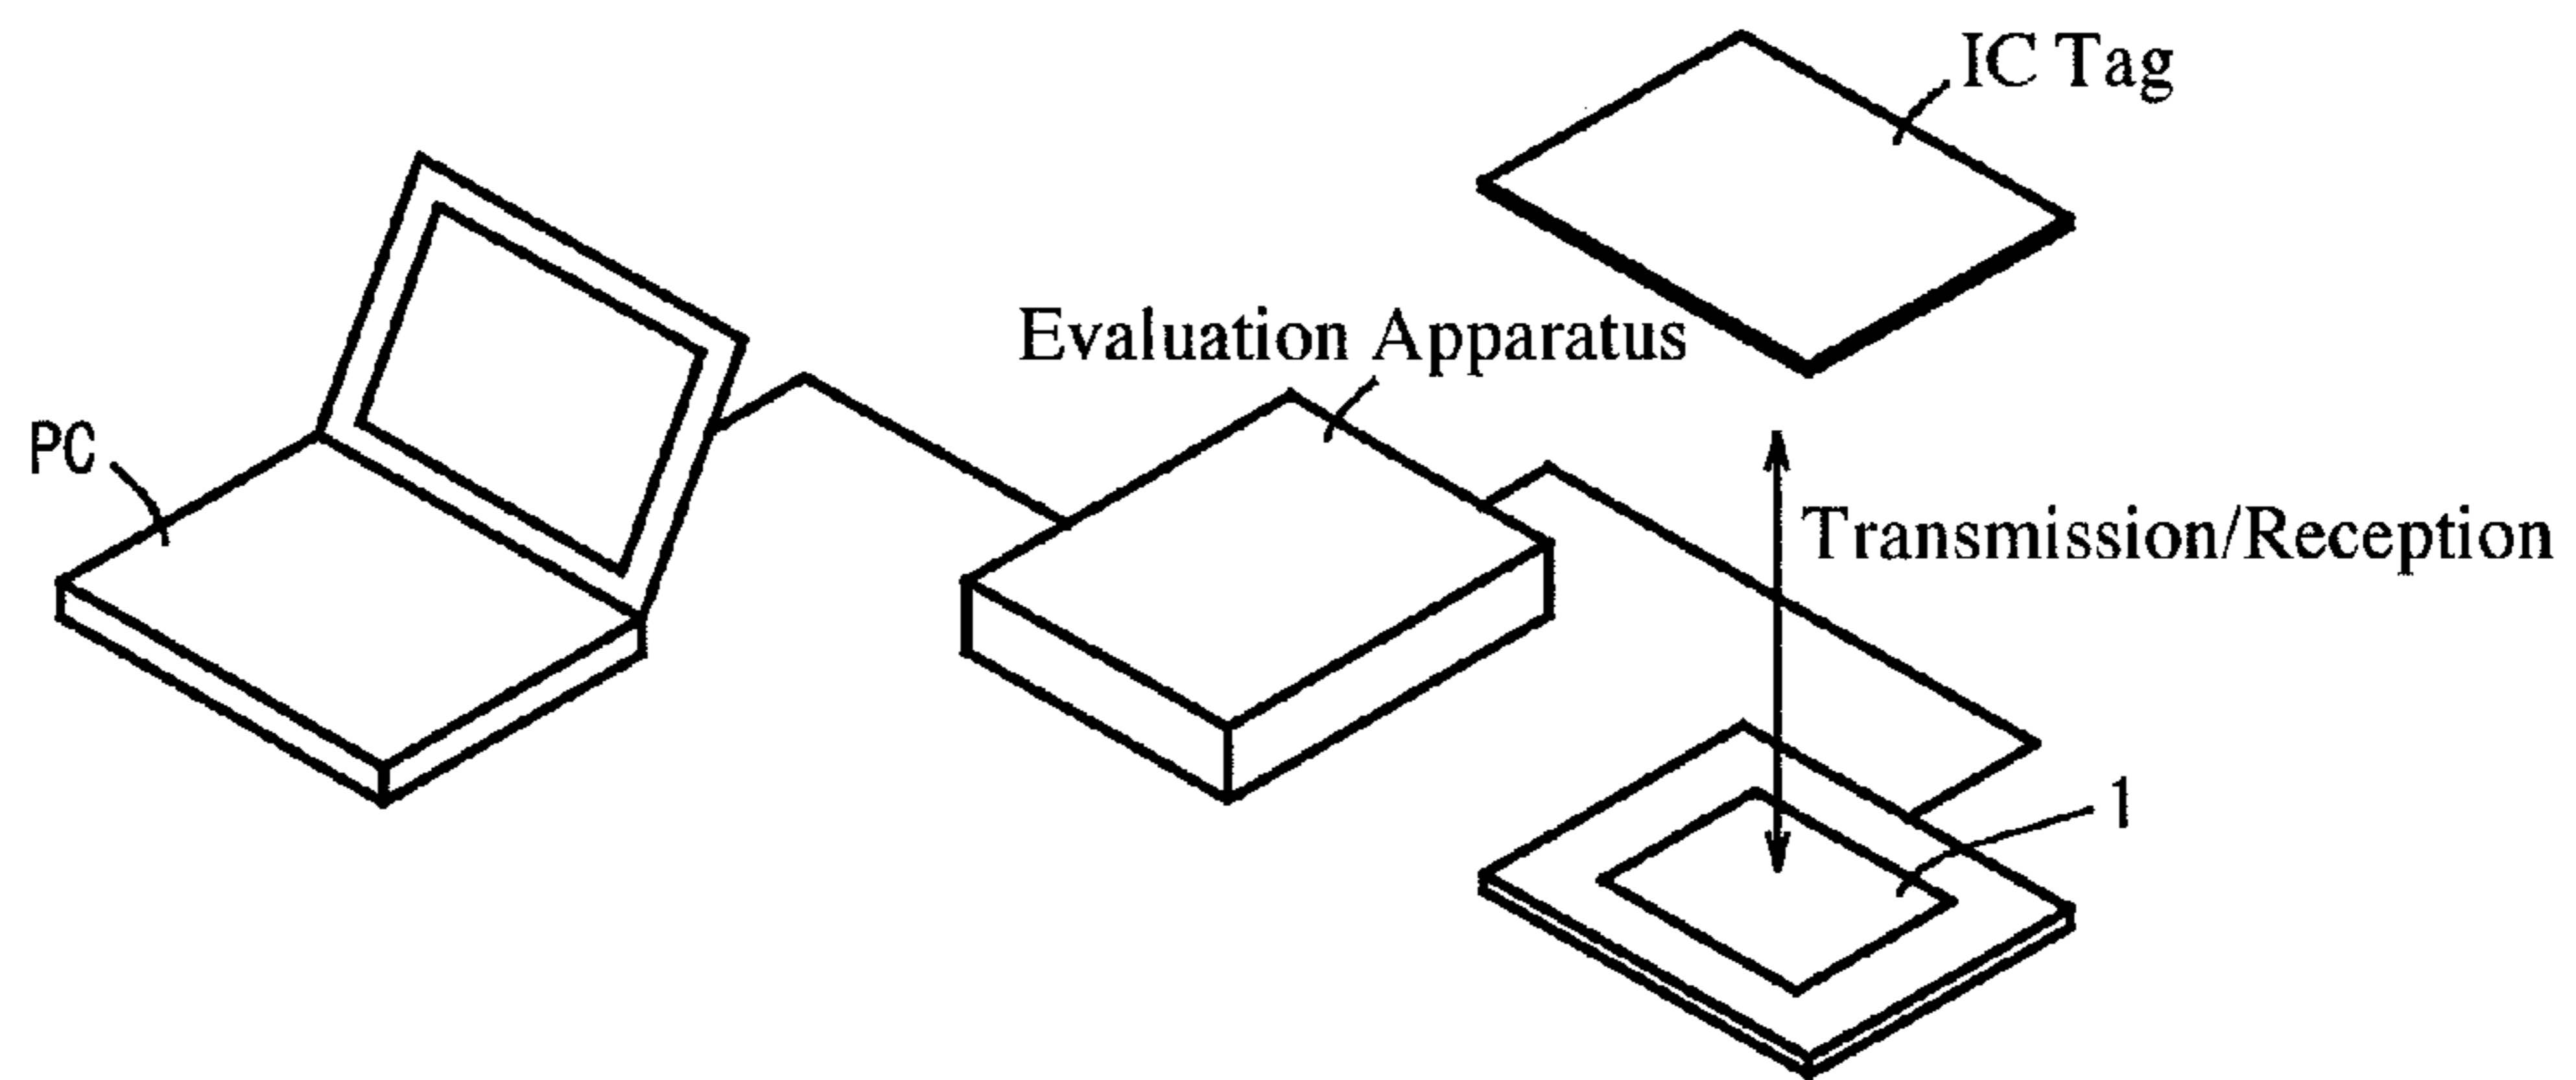 IC Tag
Evaluation Apparatus
PC
Transmission/Reception
1